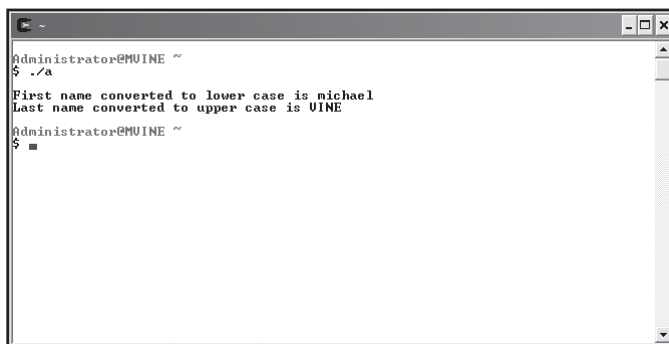 ~
Administrator@MVINE ~
$ ./a
First name converted to lower case is michael
Last name converted to upper case is VINE
Administrator@MVINE ~
$